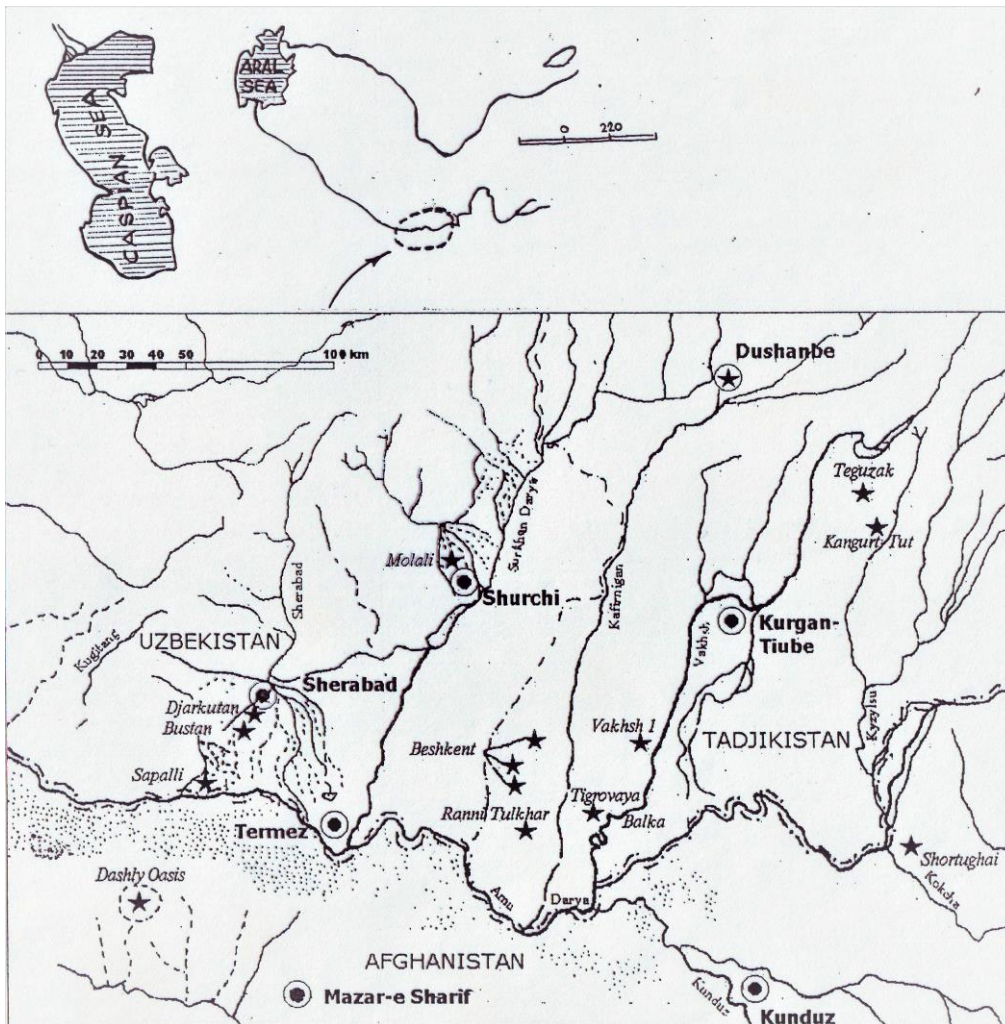 CASPIAN SEA
ARAL
SEA
0 220
0 10 20 30 40 50 100 km
Dushanbe
Teguzak
Kangurt Tut
Surkhan Darya
Molali
Shurchi
Sherabad
Kafirnigan
Vakhsh
Kurgan-
Tiube
UZBEKISTAN
Kugitang
Sherabad
Djarkutan
Bustan
Sapalli
Beshkent
Vakhsh 1
TADJIKISTAN
Kyzylsu
Ranni Tulkhar
Tigrovaya
Balka
Termez
Shortughai
Kokcha
Dashly Oasis
Amu Darya
AFGHANISTAN
Mazar-e Sharif
Kunduz
Kunduz